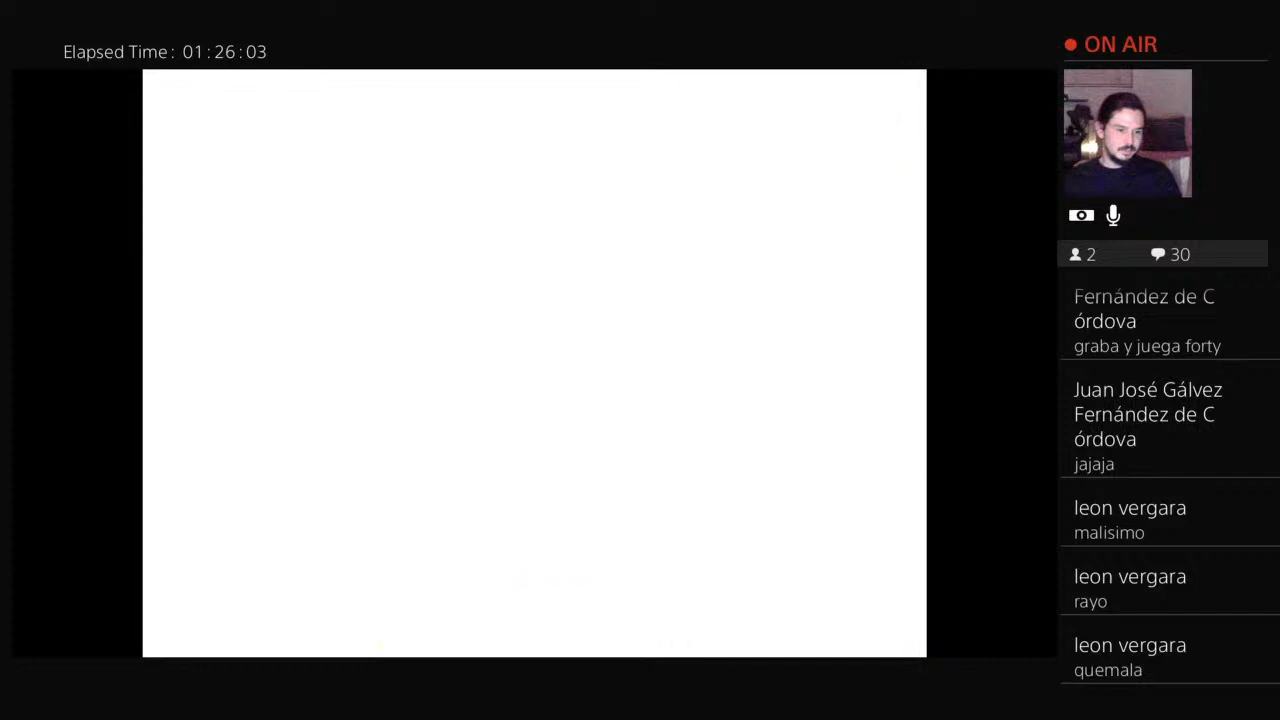 Elapsed Time: 01:26:03
ON AIR
2 30
Fernández de C
órdova
graba y juega forty
Juan José Gálvez
Fernández de C
órdova
jajaja
leon vergara
malisimo
leon vergara
rayo
leon vergara
quemala